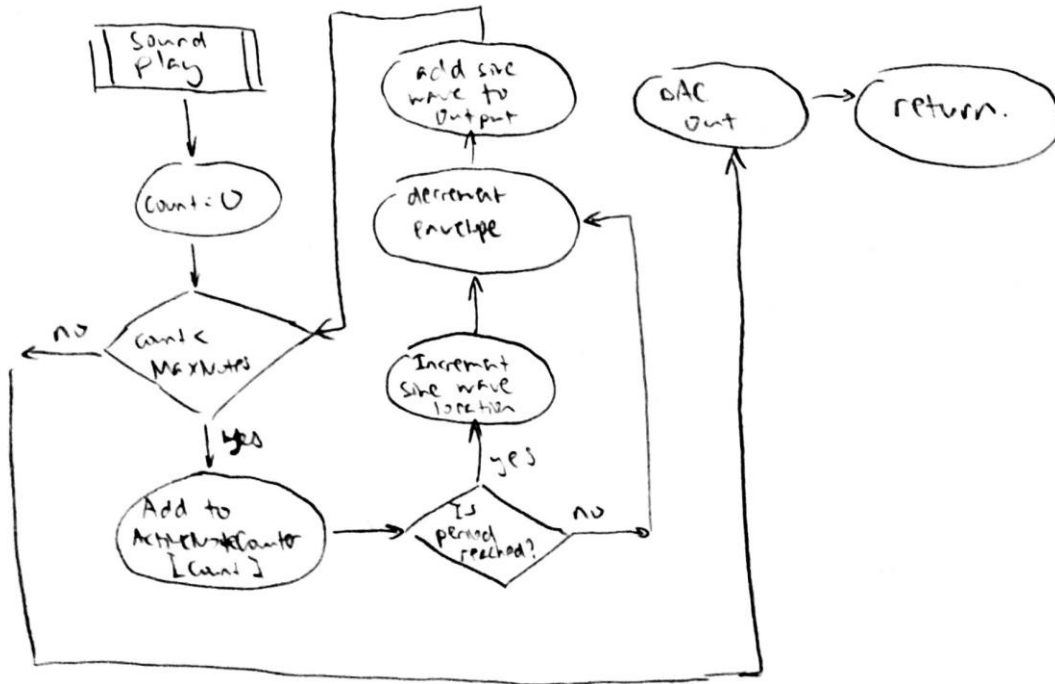 sound
play
count = 0
count <
MaxNotes
no
yes
Add to
ActiveNoteCounter
[count]
Is
period
reached?
yes
no
Increment
sine wave
location
decrement
envelope
add sine
wave to
output
DAC
out
return.